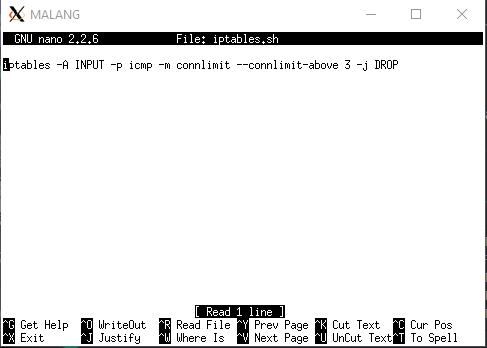 MALANG
GNU nano 2.2.6 File: iptables.sh
iptables -A INPUT -p icmp -m connlimit --connlimit-above 3 -j DROP
[ Read 1 line ]
^G Get Help ^O WriteOut ^R Read File ^Y Prev Page ^K Cut Text ^C Cur Pos
^X Exit ^J Justify ^W Where Is ^V Next Page ^U UnCut Text ^T To Spell